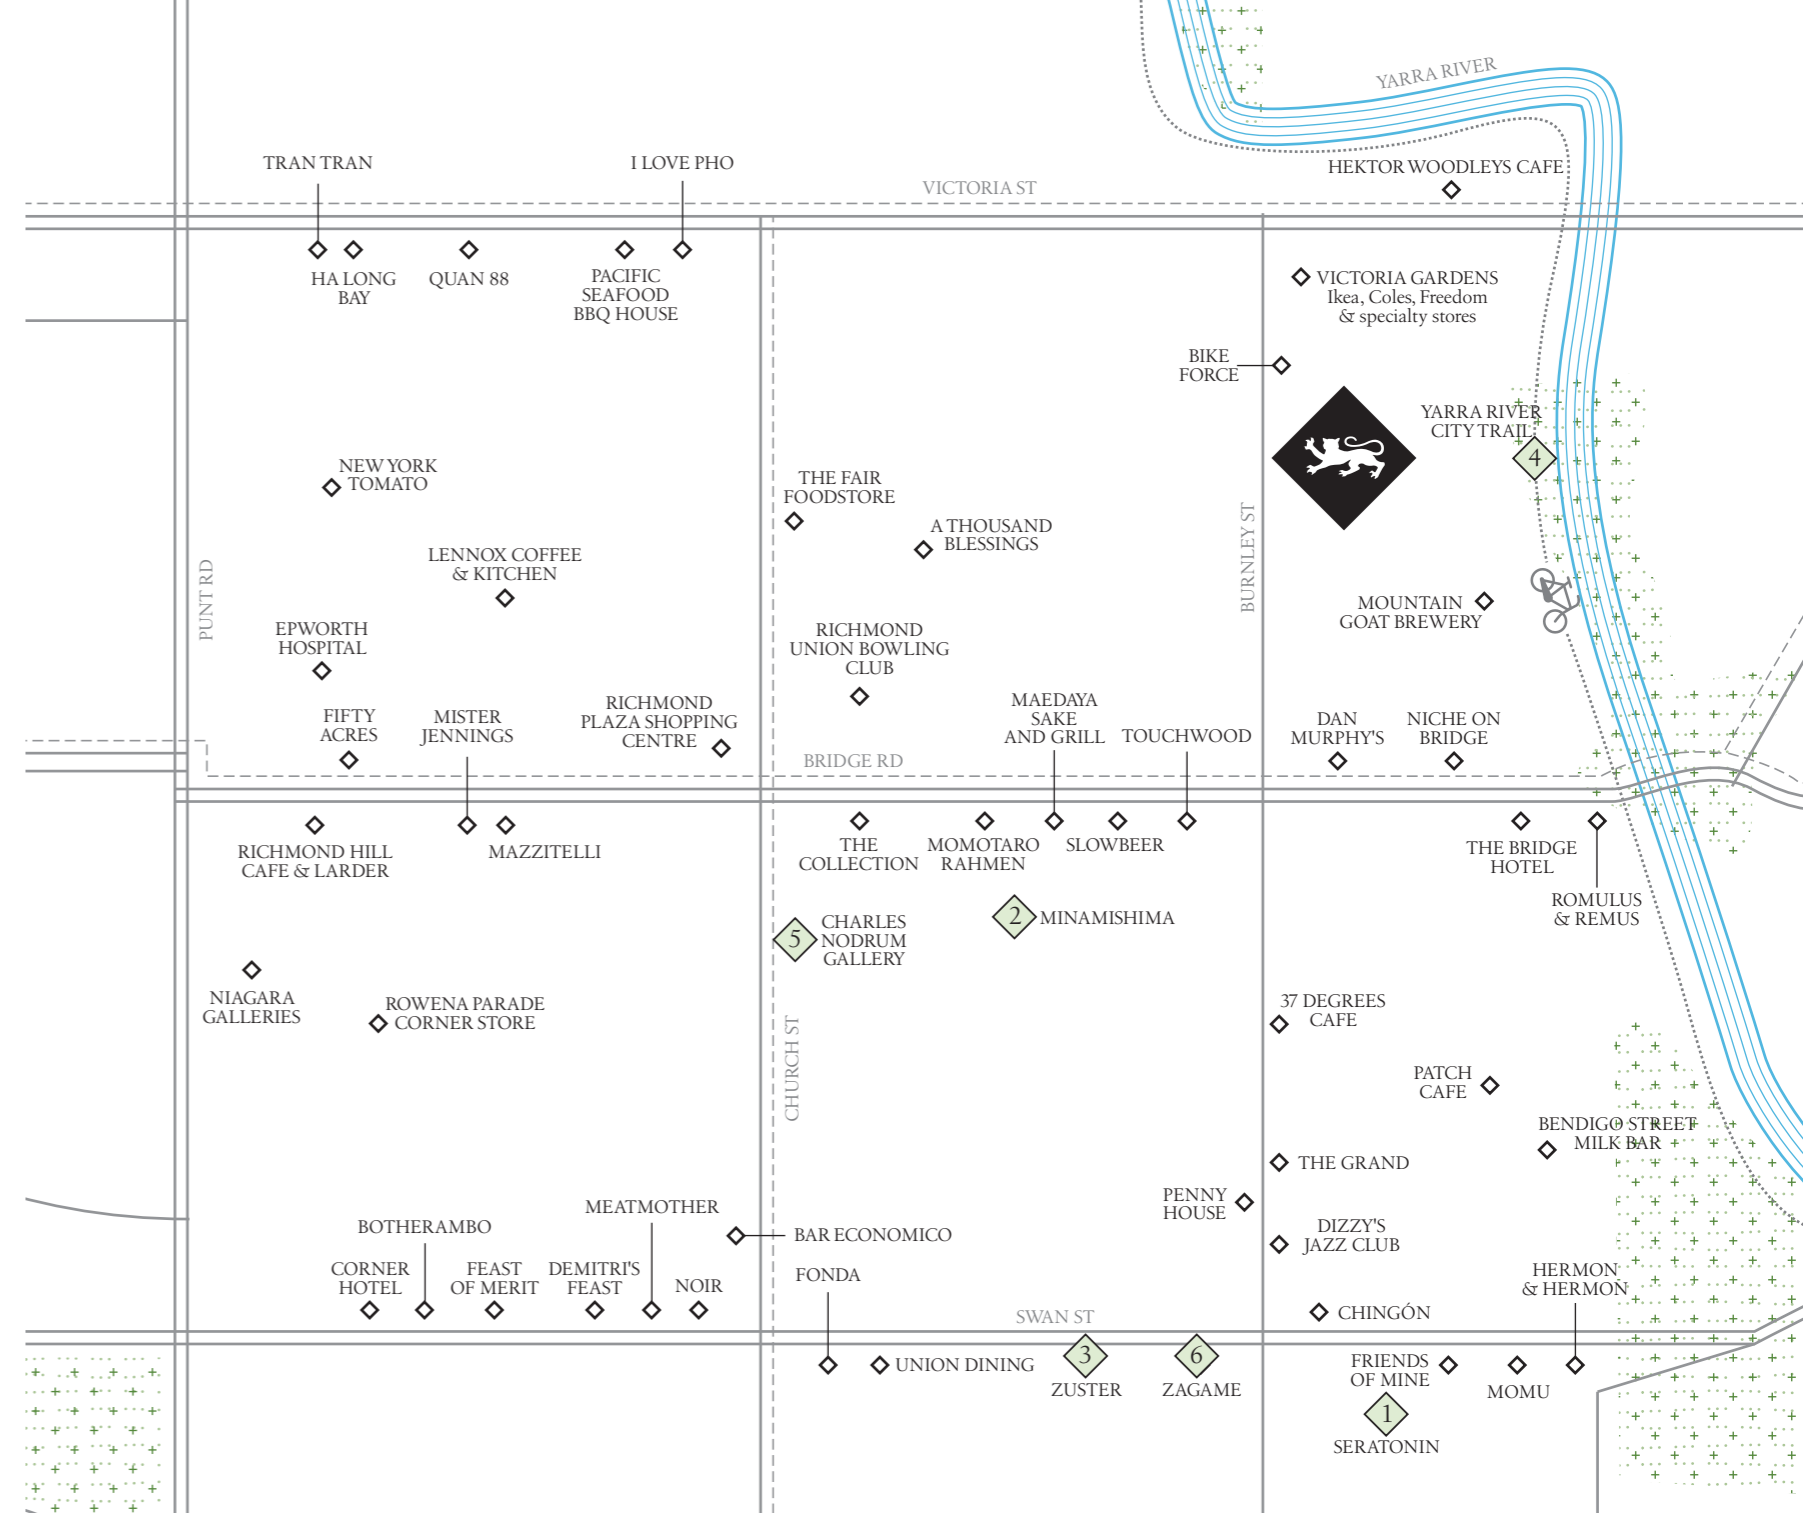 YARRA RIVER
TRAN TRAN
I LOVE PHO
HEKTOR WOODLEYS CAFE
VICTORIA ST
HA LONG
BAY
QUAN 88
PACIFIC
SEAFOOD
BBQ HOUSE
VICTORIA GARDENS
Ikea, Coles, Freedom
& specialty stores
BIKE
FORCE
YARRA RIVER
CITY TRAIL
4
NEW YORK
TOMATO
THE FAIR
FOODSTORE
A THOUSAND
BLESSINGS
BURNLEY ST
LENNOX COFFEE
& KITCHEN
PUNT RD
MOUNTAIN
GOAT BREWERY
EPWORTH
HOSPITAL
RICHMOND
UNION BOWLING
CLUB
FIFTY
ACRES
MISTER
JENNINGS
RICHMOND
PLAZA SHOPPING
CENTRE
MAEDAYA
SAKE
AND GRILL
TOUCHWOOD
DAN
MURPHY'S
NICHE ON
BRIDGE
BRIDGE RD
RICHMOND HILL
CAFE & LARDER
MAZZITELLI
THE
COLLECTION
MOMOTARO
RAHMEN
SLOWBEER
THE BRIDGE
HOTEL
ROMULUS
& REMUS
5
CHARLES
NODRUM
GALLERY
2
MINAMISHIMA
NIAGARA
GALLERIES
ROWENA PARADE
CORNER STORE
37 DEGREES
CAFE
CHURCH ST
PATCH
CAFE
BENDIGO STREET
MILK BAR
THE GRAND
PENNY
HOUSE
MEATMOTHER
BOTHERAMBO
BAR ECONOMICO
DIZZY'S
JAZZ CLUB
CORNER
HOTEL
FEAST
OF MERIT
DEMITRI'S
FEAST
NOIR
FONDA
HERMON
& HERMON
SWAN ST
CHINGÓN
UNION DINING
3
ZUSTER
6
ZAGAME
FRIENDS
OF MINE
MOMU
1
SERATONIN